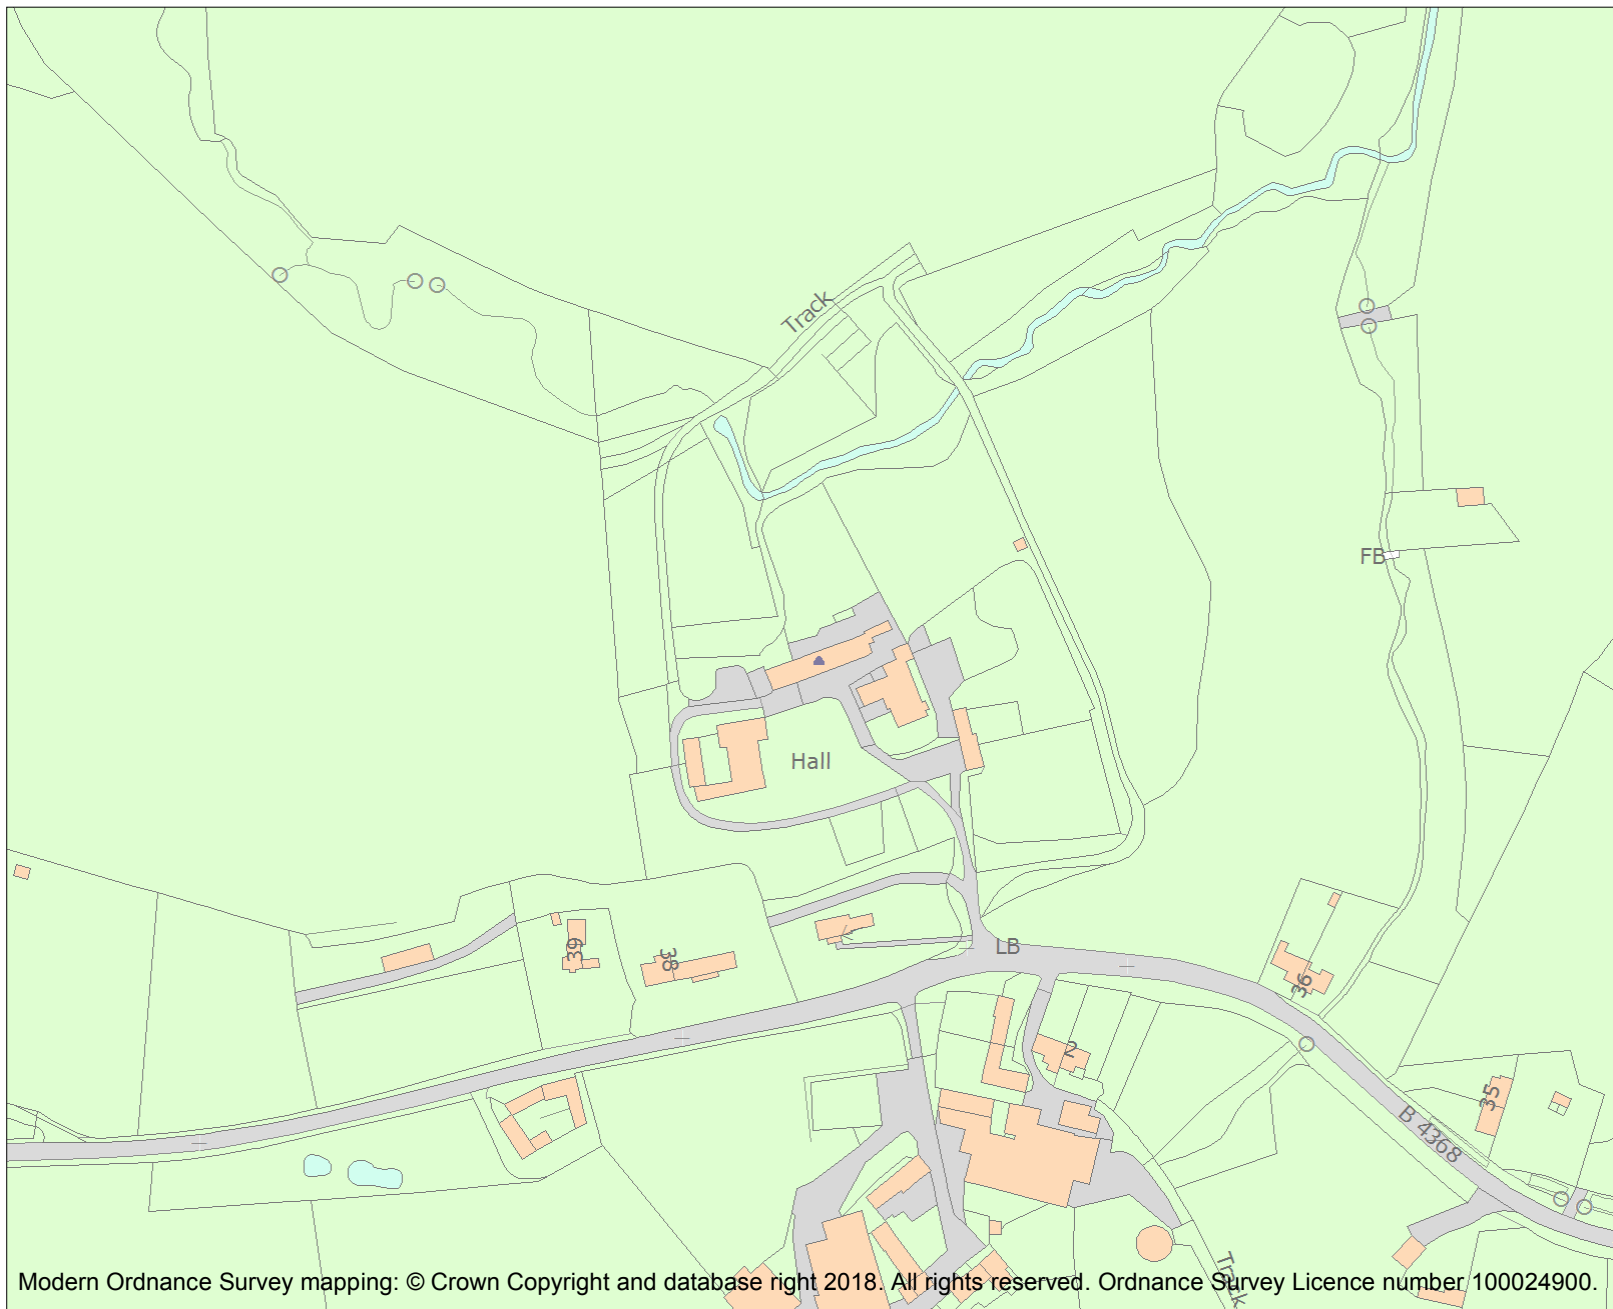 Track
FB
Hall
39
38
LB
36
2
35
B 4368
Track
Modern Ordnance Survey mapping: © Crown Copyright and database right 2018. All rights reserved. Ordnance Survey Licence number 100024900.